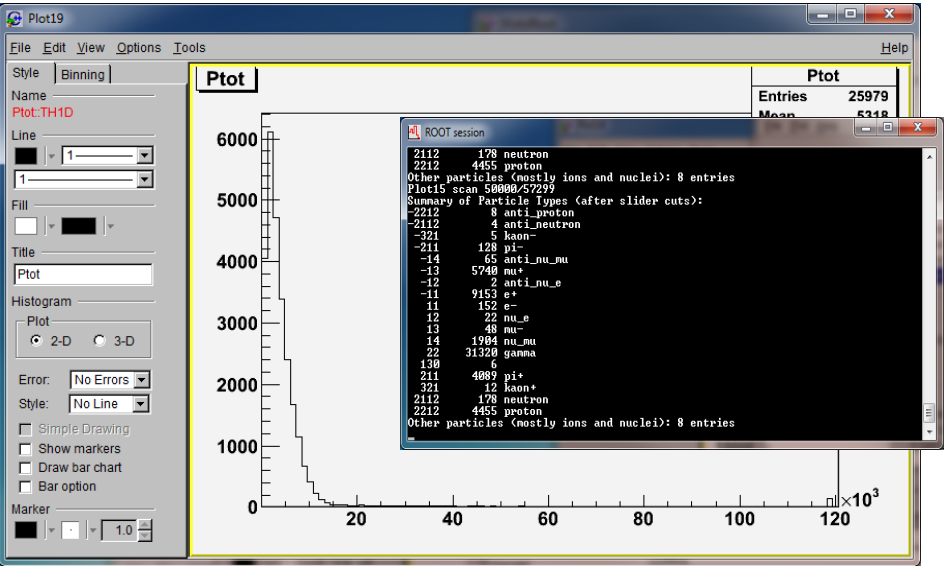 Plot19
File Edit View Options Tools Help
Style Binning
Name
Ptot::TH1D
Line
1
1
Fill
Title
Ptot
Histogram
Plot
2-D 3-D
Error: No Errors
Style: No Line
Simple Drawing
Show markers
Draw bar chart
Bar option
Marker
1.0
Ptot
Ptot
Entries 25979
Mean 5318
6000
5000
4000
3000
2000
1000
0
20 40 60 80 100 120 ×10³
ROOT session
2112 178 neutron
2212 4455 proton
Other particles (mostly ions and nuclei): 8 entries
Plot15 scan 50000/57299
Summary of Particle Types (after slider cuts):
-2212 8 anti_proton
-2112 4 anti_neutron
-321 5 kaon-
-211 128 pi-
-14 65 anti_nu_mu
-13 5740 mu+
-12 2 anti_nu_e
-11 9153 e+
11 152 e-
12 22 nu_e
13 48 mu-
14 1904 nu_mu
22 31320 gamma
130 6
211 4089 pi+
321 12 kaon+
2112 178 neutron
2212 4455 proton
Other particles (mostly ions and nuclei): 8 entries